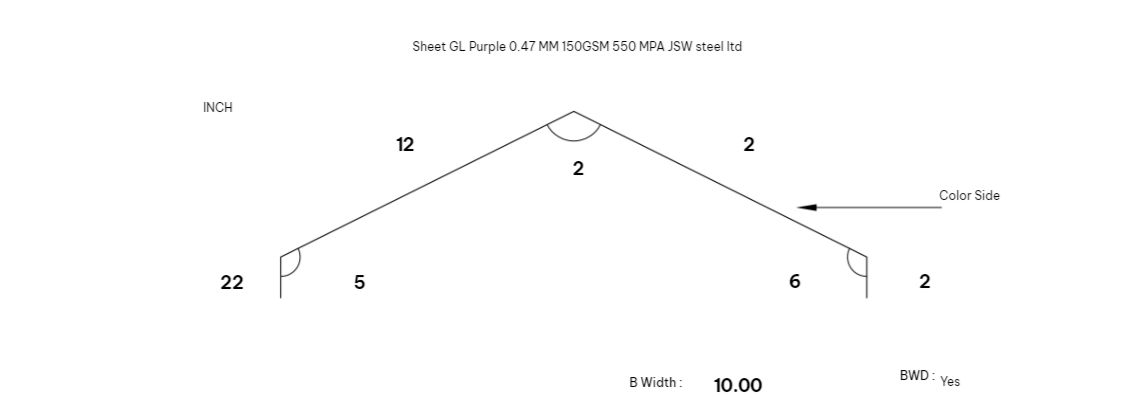 Sheet GL Purple 0.47 MM 150GSM 550 MPA JSW steel ltd
INCH
12
2
2
Color Side
22
5
6
2
B Width : 10.00
BWD : Yes